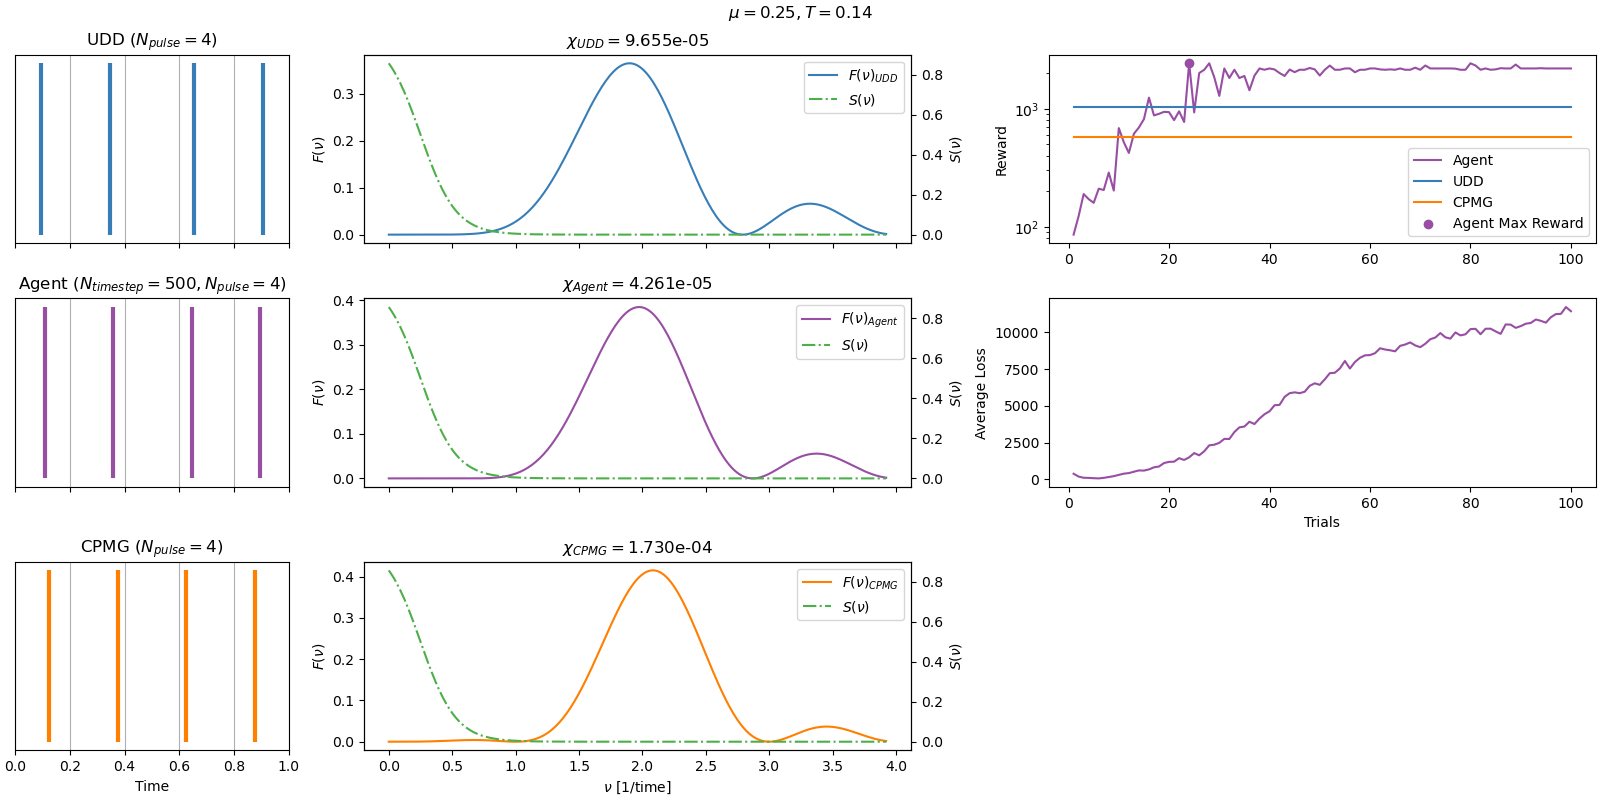 μ = 0.25, T = 0.14
UDD (N_pulse = 4)
χ_UDD = 9.655e-05
F(ν)
0.3
0.2
0.1
0.0
F(ν)_UDD
S(ν)
0.8
0.6
0.4
0.2
0.0
S(ν)
Reward
10^3
10^2
Agent
UDD
CPMG
Agent Max Reward
0 20 40 60 80 100
Agent (N_timestep = 500, N_pulse = 4)
χ_Agent = 4.261e-05
F(ν)
0.4
0.3
0.2
0.1
0.0
F(ν)_Agent
S(ν)
0.8
0.6
0.4
0.2
0.0
S(ν)
Average Loss
10000
7500
5000
2500
0
0 20 40 60 80 100
Trials
CPMG (N_pulse = 4)
0.0 0.2 0.4 0.6 0.8 1.0
Time
χ_CPMG = 1.730e-04
F(ν)
0.4
0.3
0.2
0.1
0.0
F(ν)_CPMG
S(ν)
0.8
0.6
0.4
0.2
0.0
S(ν)
0.0 0.5 1.0 1.5 2.0 2.5 3.0 3.5 4.0
ν [1/time]